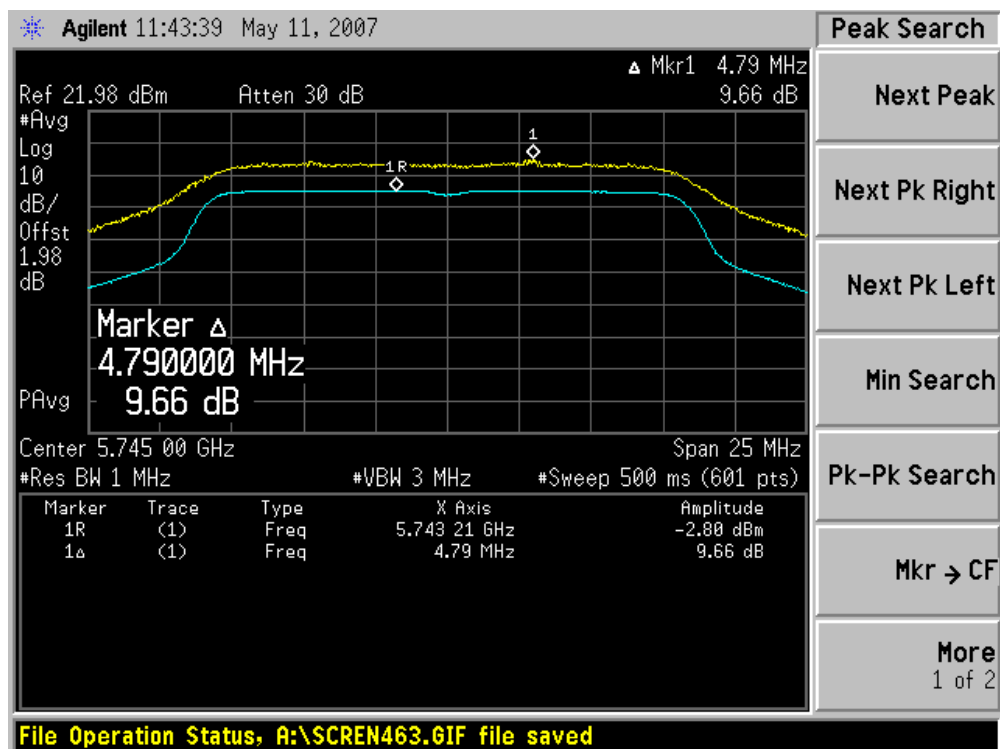 Agilent 11:43:39 May 11, 2007
Peak Search
Δ Mkr1 4.79 MHz
Ref 21.98 dBm Atten 30 dB 9.66 dB
#Avg
Log
10
dB/
Offst
1.98
dB
1
1R
Marker Δ
4.790000 MHz
9.66 dB
PAvg
Center 5.745 00 GHz Span 25 MHz
#Res BW 1 MHz #VBW 3 MHz #Sweep 500 ms (601 pts)
Marker Trace Type X Axis Amplitude
1R (1) Freq 5.743 21 GHz -2.80 dBm
1Δ (1) Freq 4.79 MHz 9.66 dB
Next Peak
Next Pk Right
Next Pk Left
Min Search
Pk-Pk Search
Mkr → CF
More
1 of 2
File Operation Status, A:\SCREN463.GIF file saved